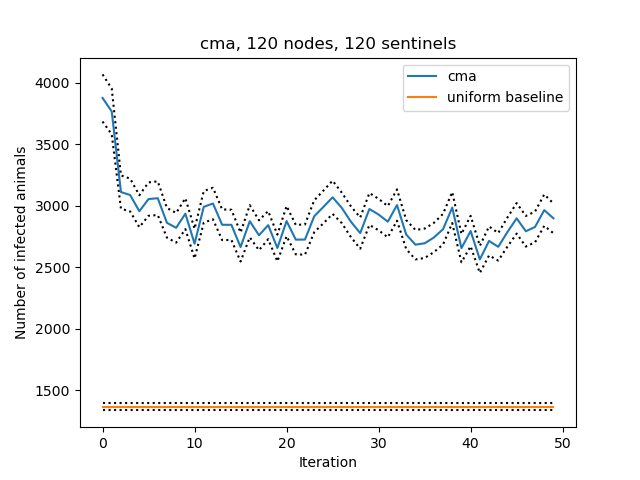 cma, 120 nodes, 120 sentinels
cma
uniform baseline
Number of infected animals
4000
3500
3000
2500
2000
1500
0
10
20
30
40
50
Iteration